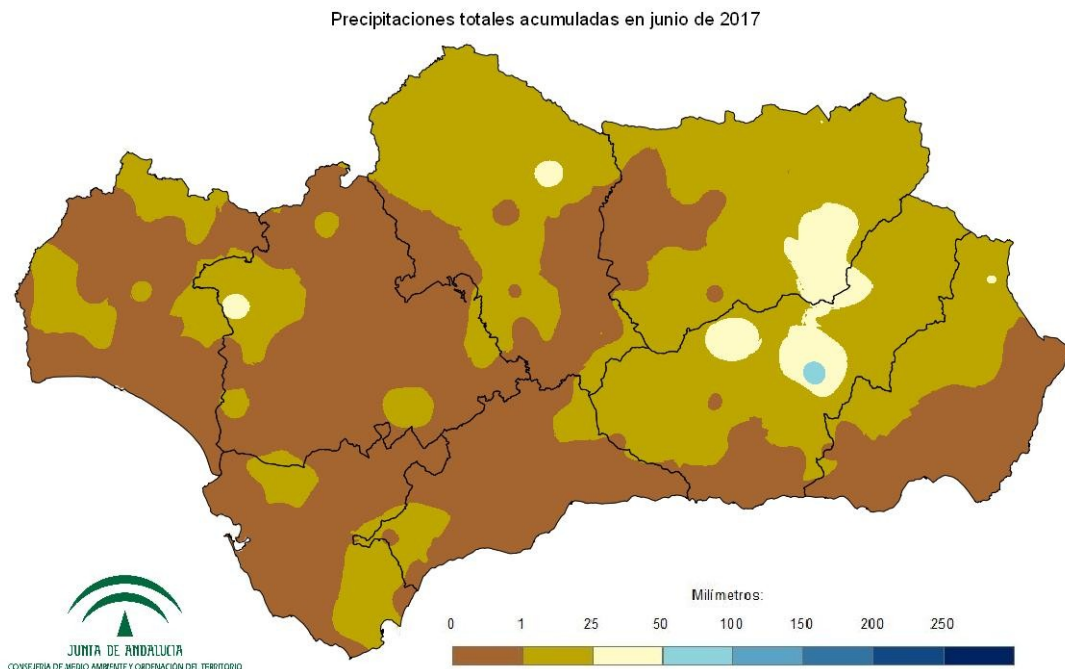 Precipitaciones totales acumuladas en junio de 2017
Milímetros:
0 1 25 50 100 150 200 250
JUNTA DE ANDALUCIA
CONSEJERIA DE MEDIO AMBIENTE Y ORDENACIÓN DEL TERRITORIO